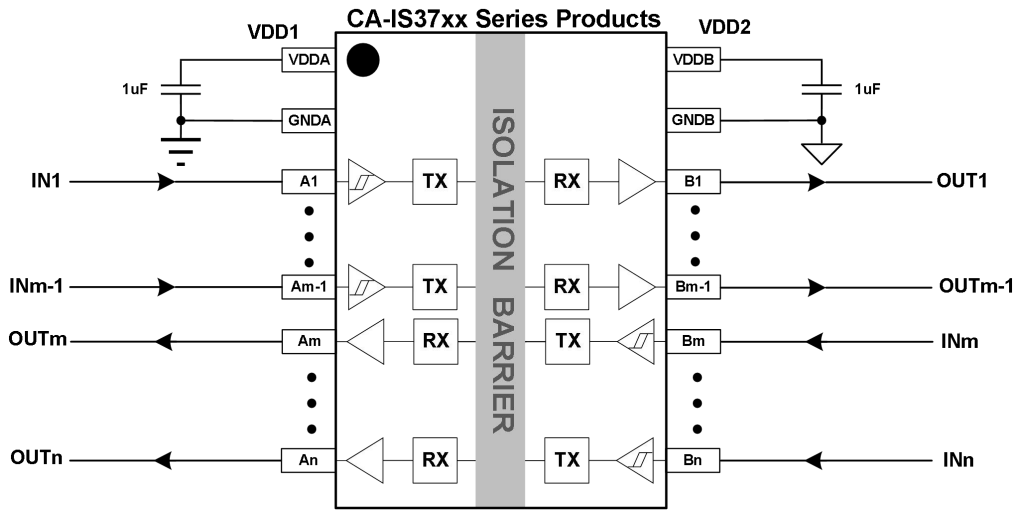 CA-IS37xx Series Products
VDD1
VDD2
VDDA
VDDB
1uF
1uF
GNDA
GNDB
ISOLATION BARRIER
IN1
A1
TX
RX
B1
OUT1
INm-1
Am-1
TX
RX
Bm-1
OUTm-1
OUTm
Am
RX
TX
Bm
INm
OUTn
An
RX
TX
Bn
INn